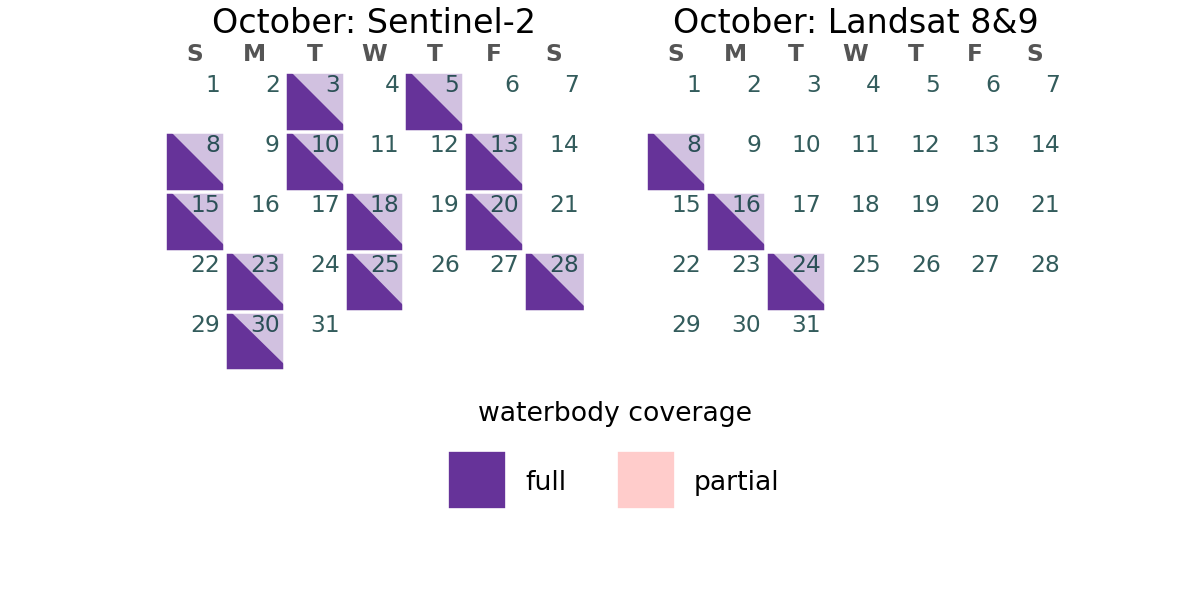 October: Sentinel-2
S M T W T F S
1 2 3 4 5 6 7
8 9 10 11 12 13 14
15 16 17 18 19 20 21
22 23 24 25 26 27 28
29 30 31
October: Landsat 8&9
S M T W T F S
1 2 3 4 5 6 7
8 9 10 11 12 13 14
15 16 17 18 19 20 21
22 23 24 25 26 27 28
29 30 31
waterbody coverage
full partial